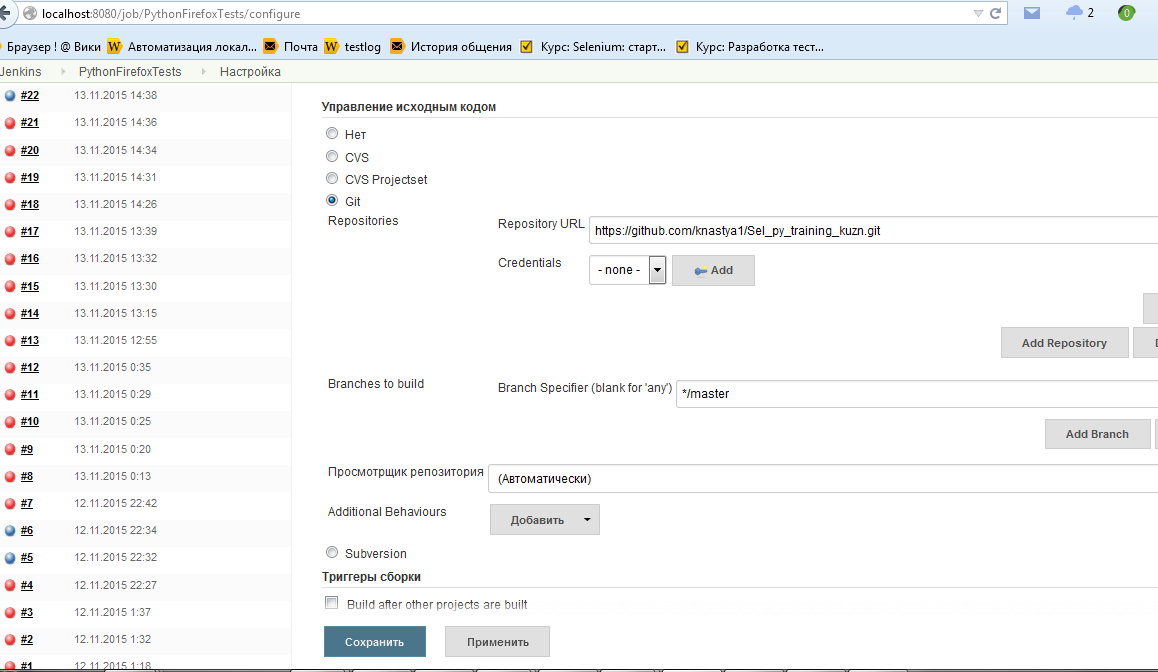 localhost:8080/job/PythonFirefoxTests/configure
2
0
Браузер ! @ Вики
Автоматизация локал...
Почта
testlog
История общения
Курс: Selenium: старт...
Курс: Разработка тест...
Jenkins
PythonFirefoxTests
Настройка
#22 13.11.2015 14:38
#21 13.11.2015 14:36
#20 13.11.2015 14:34
#19 13.11.2015 14:31
#18 13.11.2015 14:26
#17 13.11.2015 13:39
#16 13.11.2015 13:32
#15 13.11.2015 13:30
#14 13.11.2015 13:15
#13 13.11.2015 12:55
#12 13.11.2015 0:35
#11 13.11.2015 0:29
#10 13.11.2015 0:25
#9 13.11.2015 0:20
#8 13.11.2015 0:13
#7 12.11.2015 22:42
#6 12.11.2015 22:34
#5 12.11.2015 22:32
#4 12.11.2015 22:27
#3 12.11.2015 1:37
#2 12.11.2015 1:32
#1 12.11.2015 1:18
Управление исходным кодом
Нет
CVS
CVS Projectset
Git
Repositories
Repository URL
https://github.com/knastya1/Sel_py_training_kuzn.git
Credentials
- none -
Add
Add Repository
Branches to build
Branch Specifier (blank for 'any')
*/master
Add Branch
Просмотрщик репозитория
(Автоматически)
Additional Behaviours
Добавить
Subversion
Триггеры сборки
Build after other projects are built
Сохранить
Применить